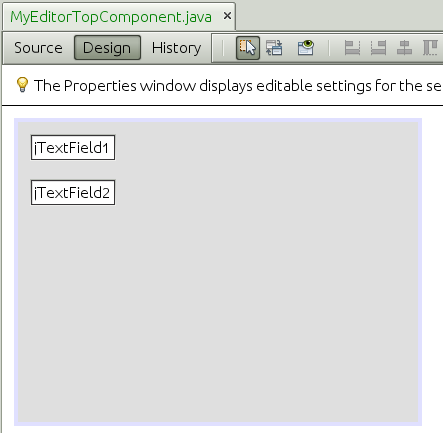 MyEditorTopComponent.java
Source Design History
The Properties window displays editable settings for the se
jTextField1
jTextField2